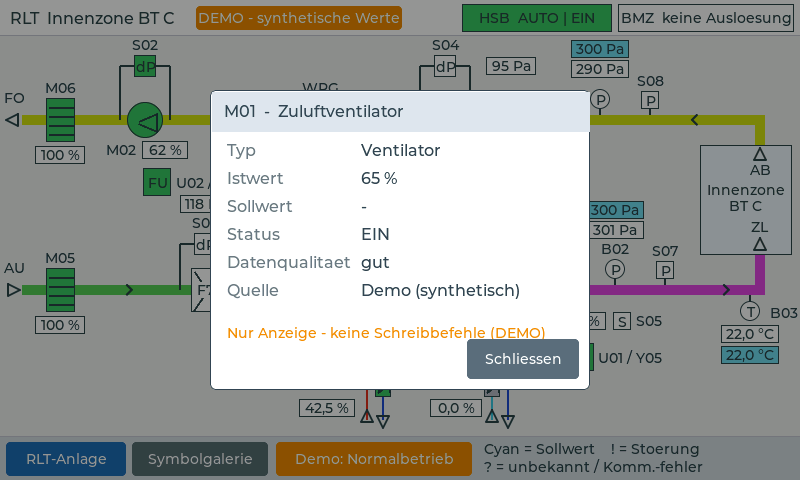 RLT Innenzone BT C
DEMO - synthetische Werte
HSB AUTO | EIN
BMZ keine Ausloesung
S02
dP
S04
dP
95 Pa
300 Pa
290 Pa
P
S08
P
FO
M06
100 %
M02
62 %
FU
U02 /
118
AB
Innenzone
BT C
ZL
M01 - Zuluftventilator
Typ Ventilator
Istwert 65 %
Sollwert -
Status EIN
Datenqualitaet gut
Quelle Demo (synthetisch)
Nur Anzeige - keine Schreibbefehle (DEMO)
Schliessen
300 Pa
301 Pa
B02
P
S07
P
AU
M05
100 %
T
B03
22,0 °C
22,0 °C
%
S
S05
U01 / Y05
42,5 %
0,0 %
RLT-Anlage
Symbolgalerie
Demo: Normalbetrieb
Cyan = Sollwert ! = Stoerung
? = unbekannt / Komm.-fehler